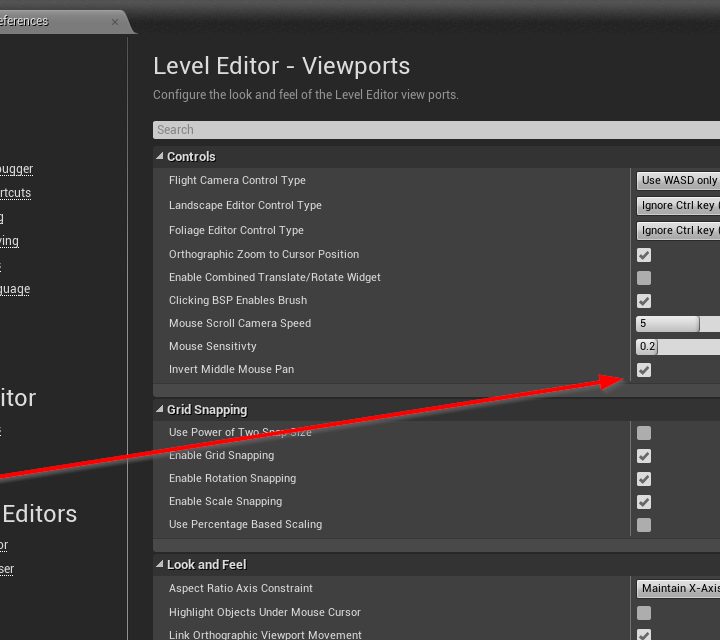 eferences
Level Editor - Viewports
Configure the look and feel of the Level Editor view ports.
Search
Controls
Flight Camera Control Type
Use WASD only
Landscape Editor Control Type
Ignore Ctrl key (
Foliage Editor Control Type
Ignore Ctrl key (
Orthographic Zoom to Cursor Position
Enable Combined Translate/Rotate Widget
Clicking BSP Enables Brush
Mouse Scroll Camera Speed
5
Mouse Sensitivty
0.2
Invert Middle Mouse Pan
Grid Snapping
Use Power of Two Snap Size
Enable Grid Snapping
Enable Rotation Snapping
Enable Scale Snapping
Use Percentage Based Scaling
Look and Feel
Aspect Ratio Axis Constraint
Maintain X-Axis
Highlight Objects Under Mouse Cursor
Link Orthographic Viewport Movement
ougger
rtcuts
g
ving
s
guage
itor
s
Editors
or
ser